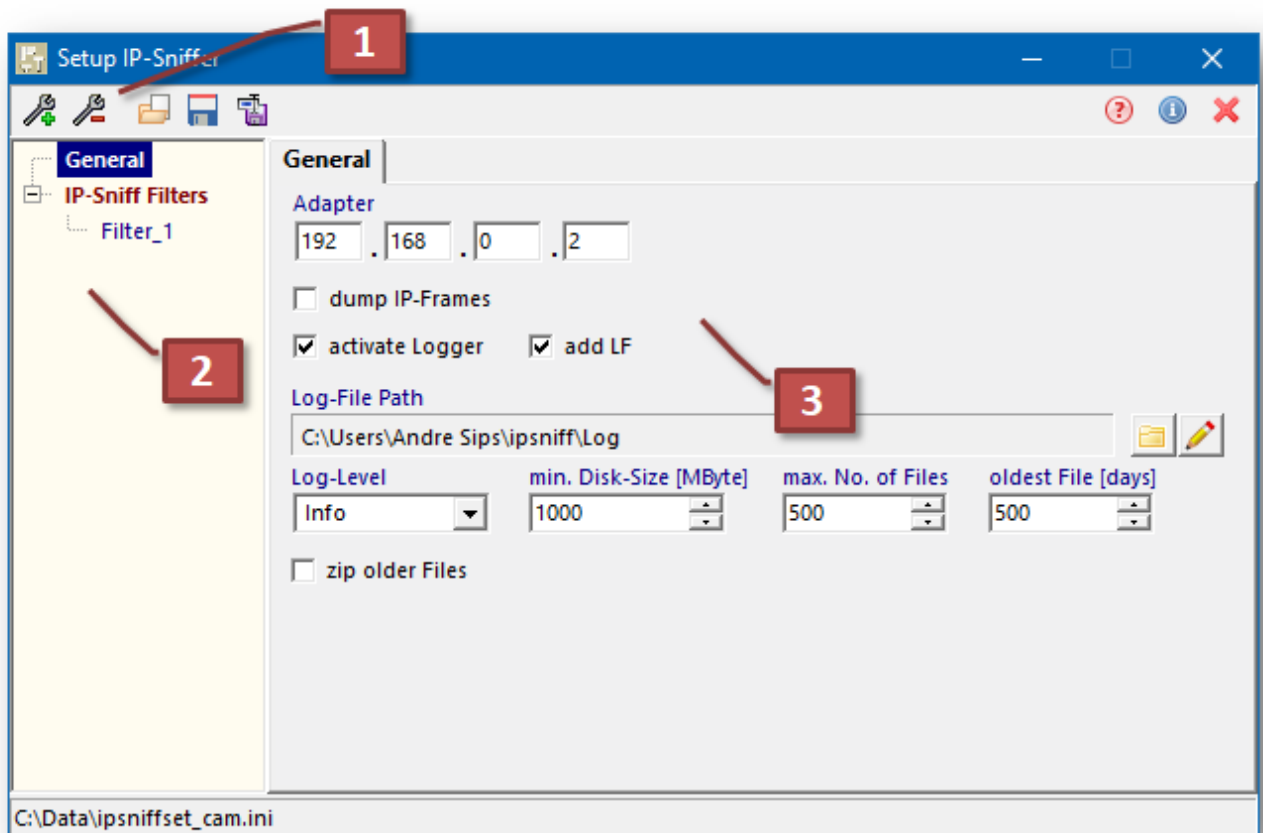 1
Setup IP-Sniffer
General
IP-Sniff Filters
Filter_1
2
General
Adapter
192 . 168 . 0 . 2
dump IP-Frames
activate Logger add LF
3
Log-File Path
C:\Users\Andre Sips\ipsniff\Log
Log-Level min. Disk-Size [MByte] max. No. of Files oldest File [days]
Info 1000 500 500
zip older Files
C:\Data\ipsniffset_cam.ini